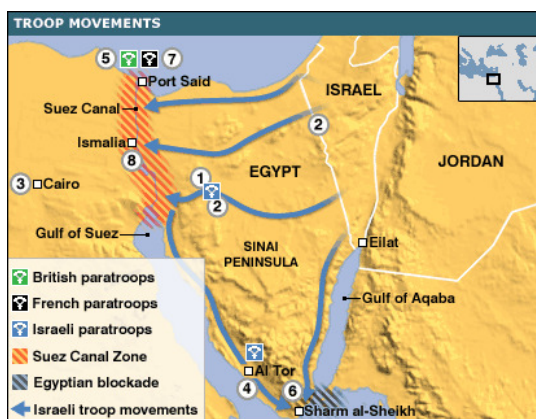 TROOP MOVEMENTS
5
7
Port Said
Suez Canal
ISRAEL
Ismalia
2
8
EGYPT
JORDAN
3
Cairo
1
2
Gulf of Suez
SINAI
PENINSULA
Eilat
British paratroops
French paratroops
Gulf of Aqaba
Israeli paratroops
Suez Canal Zone
Al Tor
Egyptian blockade
4
6
Israeli troop movements
Sharm al-Sheikh